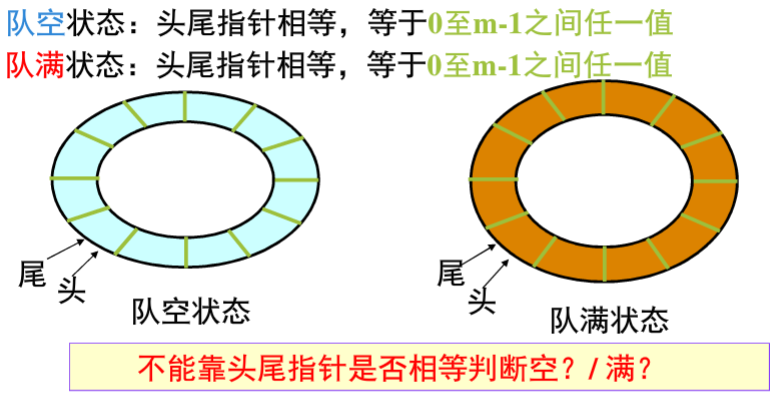 队空状态：头尾指针相等，等于0至m-1之间任一值
队满状态：头尾指针相等，等于0至m-1之间任一值
尾
头
队空状态
尾
头
队满状态
不能靠头尾指针是否相等判断空？/ 满？